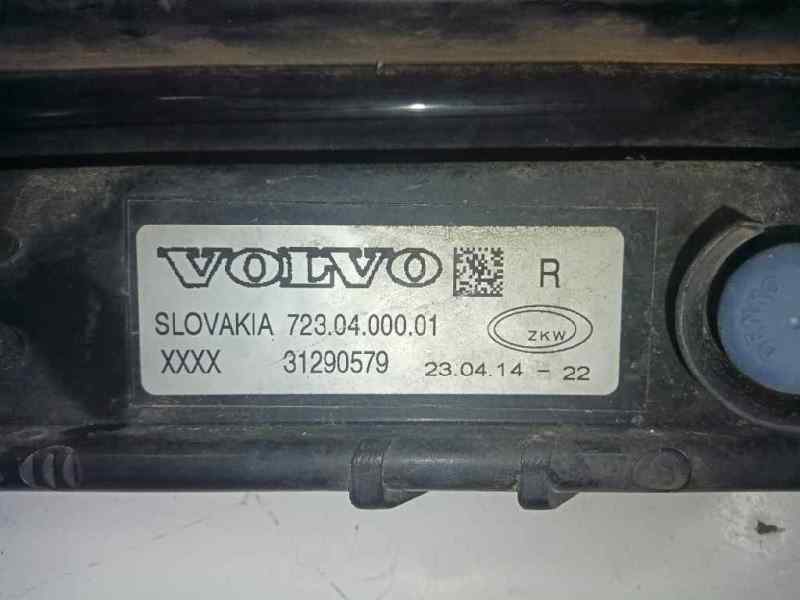 VOLVO R
SLOVAKIA 723.04.000.01 ZKW
XXXX 31290579 23.04.14 - 22